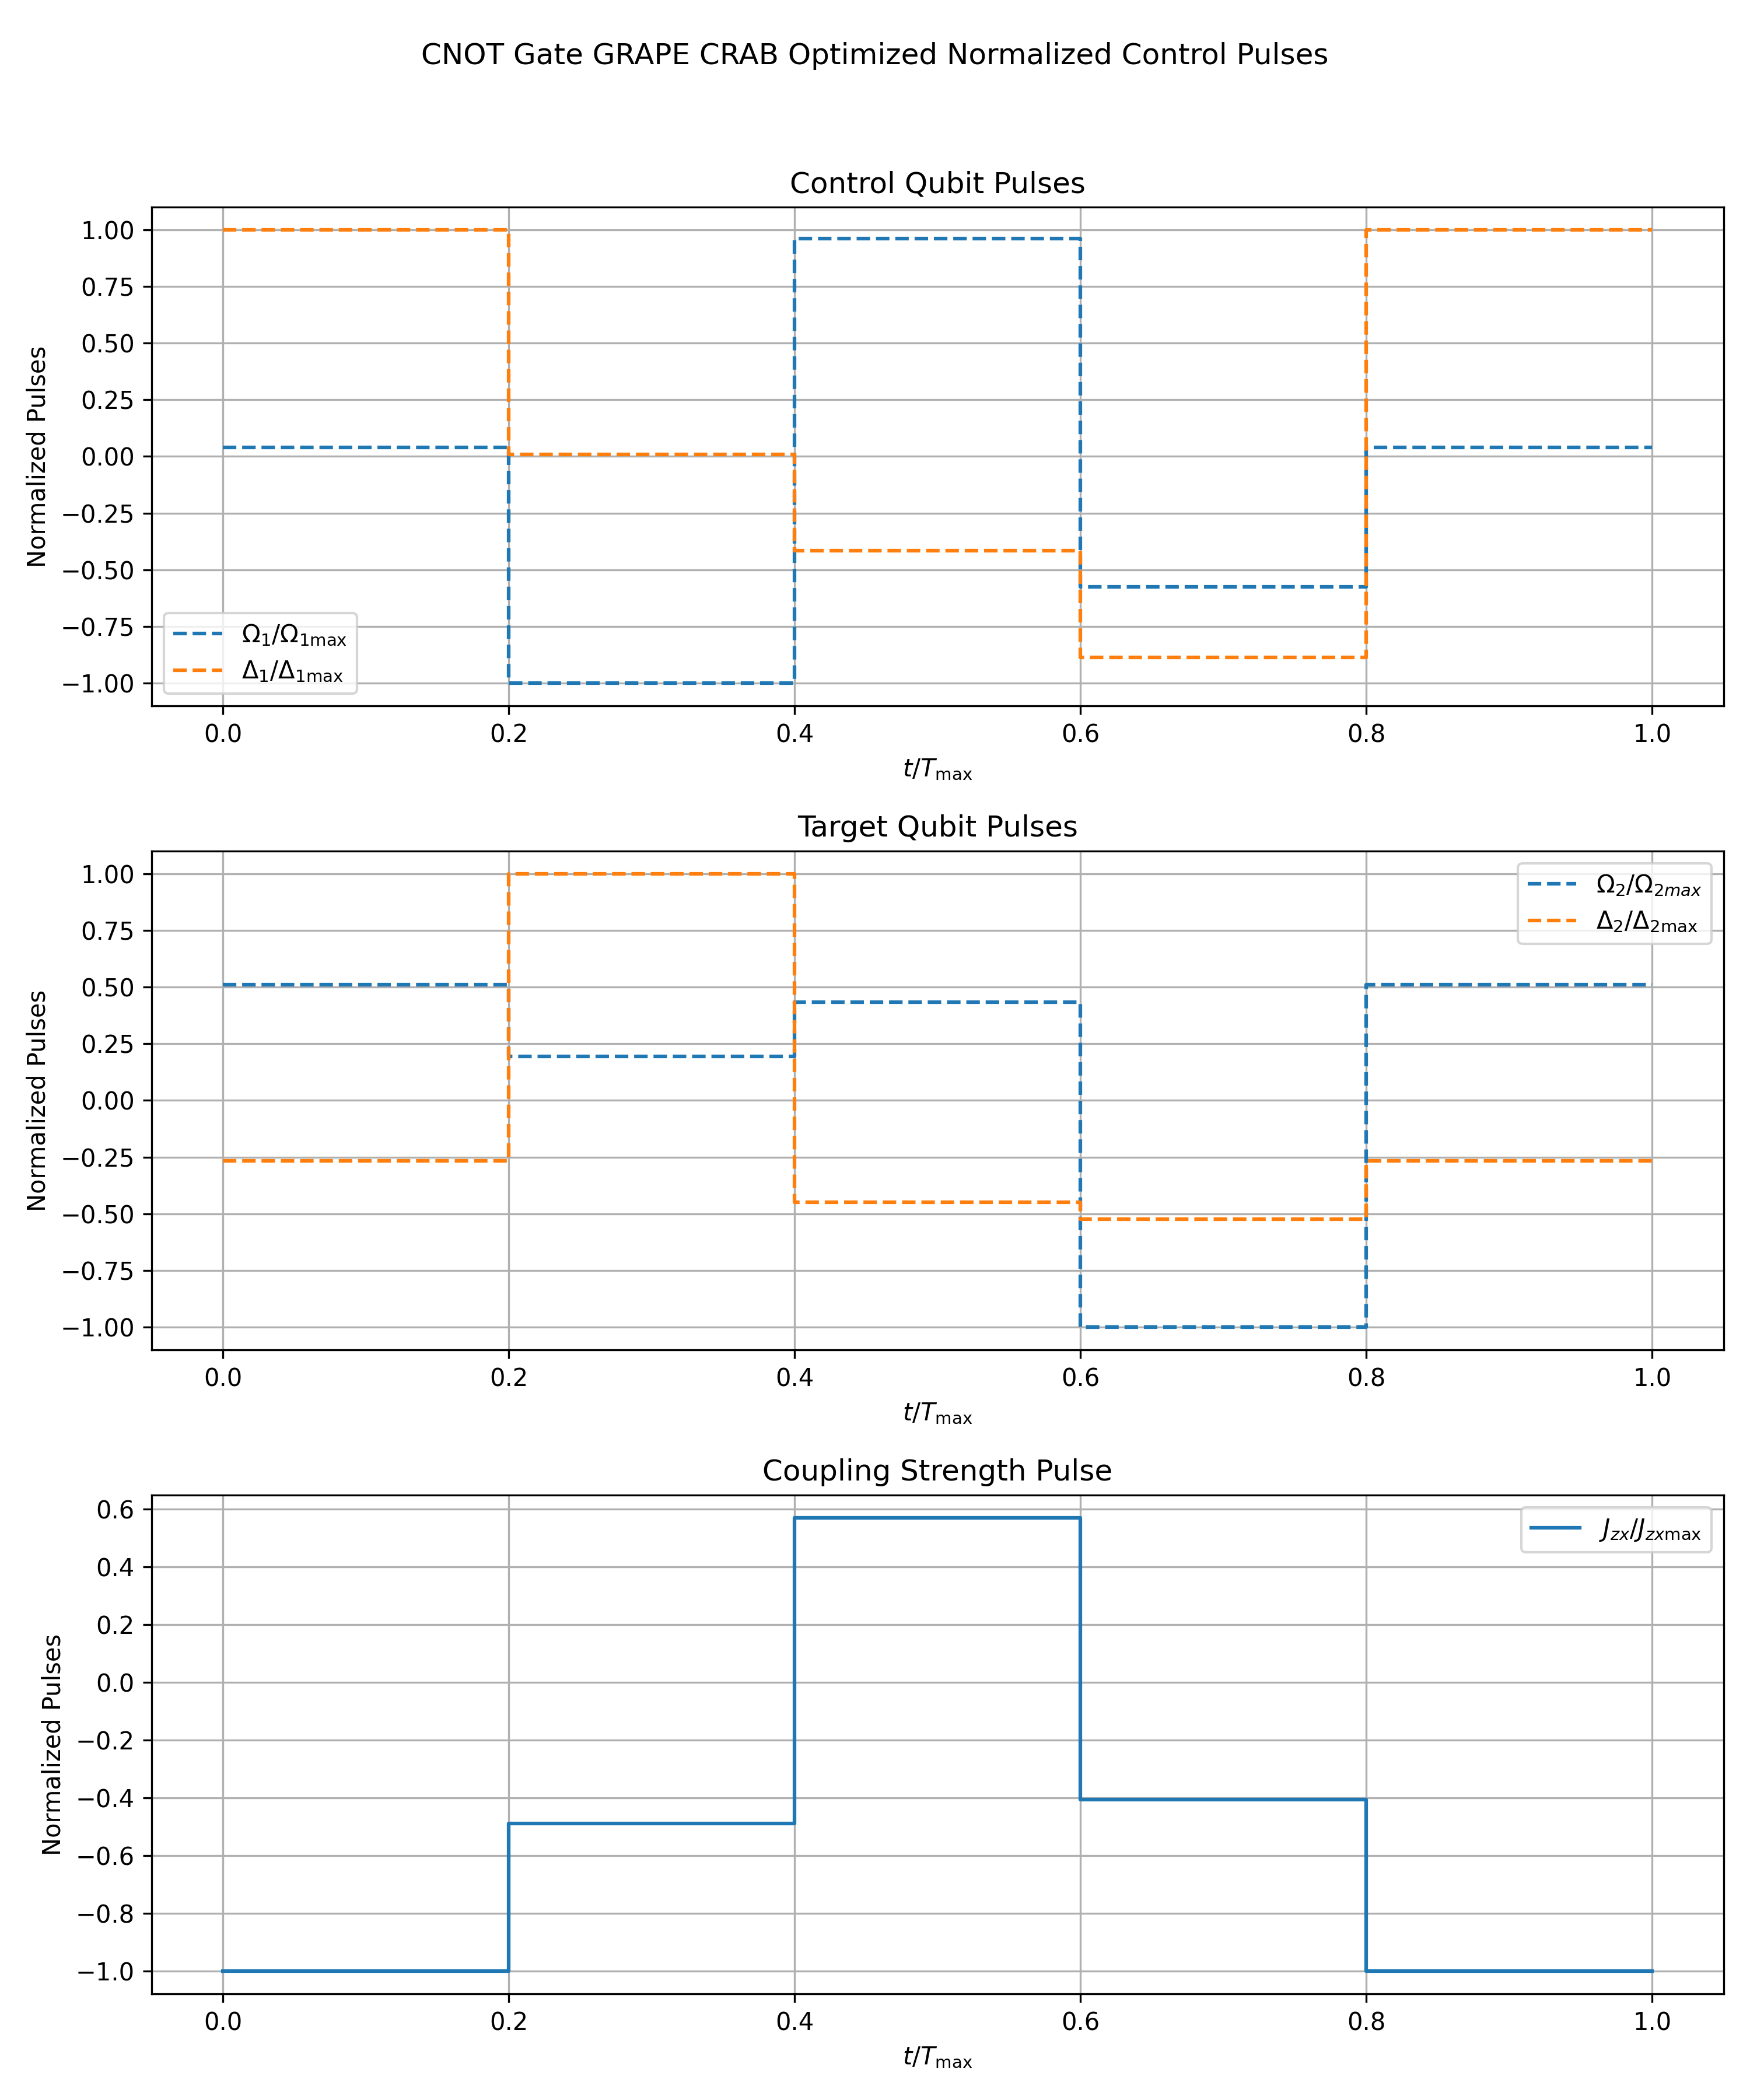 CNOT Gate GRAPE CRAB Optimized Normalized Control Pulses
Control Qubit Pulses
Normalized Pulses
1.00
0.75
0.50
0.25
0.00
−0.25
−0.50
−0.75
−1.00
Ω₁/Ω₁max
Δ₁/Δ₁max
0.0 0.2 0.4 0.6 0.8 1.0
t/Tmax
Target Qubit Pulses
Normalized Pulses
1.00
0.75
0.50
0.25
0.00
−0.25
−0.50
−0.75
−1.00
Ω₂/Ω₂max
Δ₂/Δ₂max
0.0 0.2 0.4 0.6 0.8 1.0
t/Tmax
Coupling Strength Pulse
Normalized Pulses
0.6
0.4
0.2
0.0
−0.2
−0.4
−0.6
−0.8
−1.0
Jzx/Jzxmax
0.0 0.2 0.4 0.6 0.8 1.0
t/Tmax